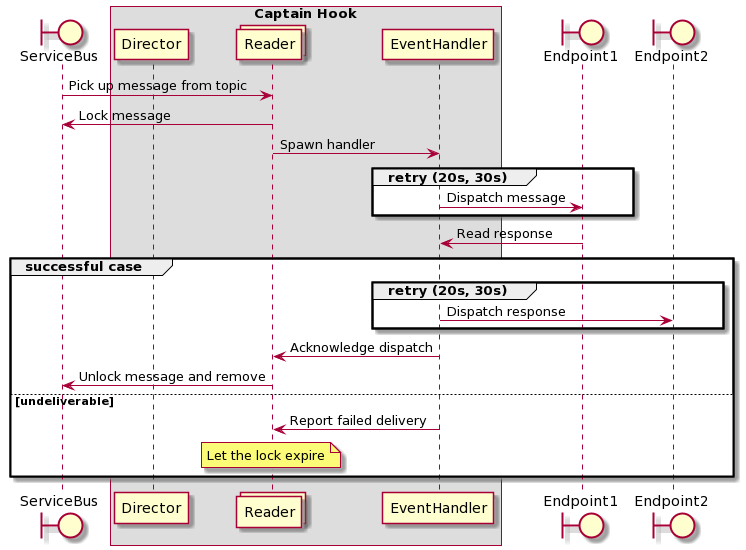 Captain Hook
ServiceBus
Director
Reader
EventHandler
Endpoint1
Endpoint2
Pick up message from topic
Lock message
Spawn handler
retry (20s, 30s)
Dispatch message
Read response
successful case
retry (20s, 30s)
Dispatch response
Acknowledge dispatch
Unlock message and remove
[undeliverable]
Report failed delivery
Let the lock expire
ServiceBus
Director
Reader
EventHandler
Endpoint1
Endpoint2